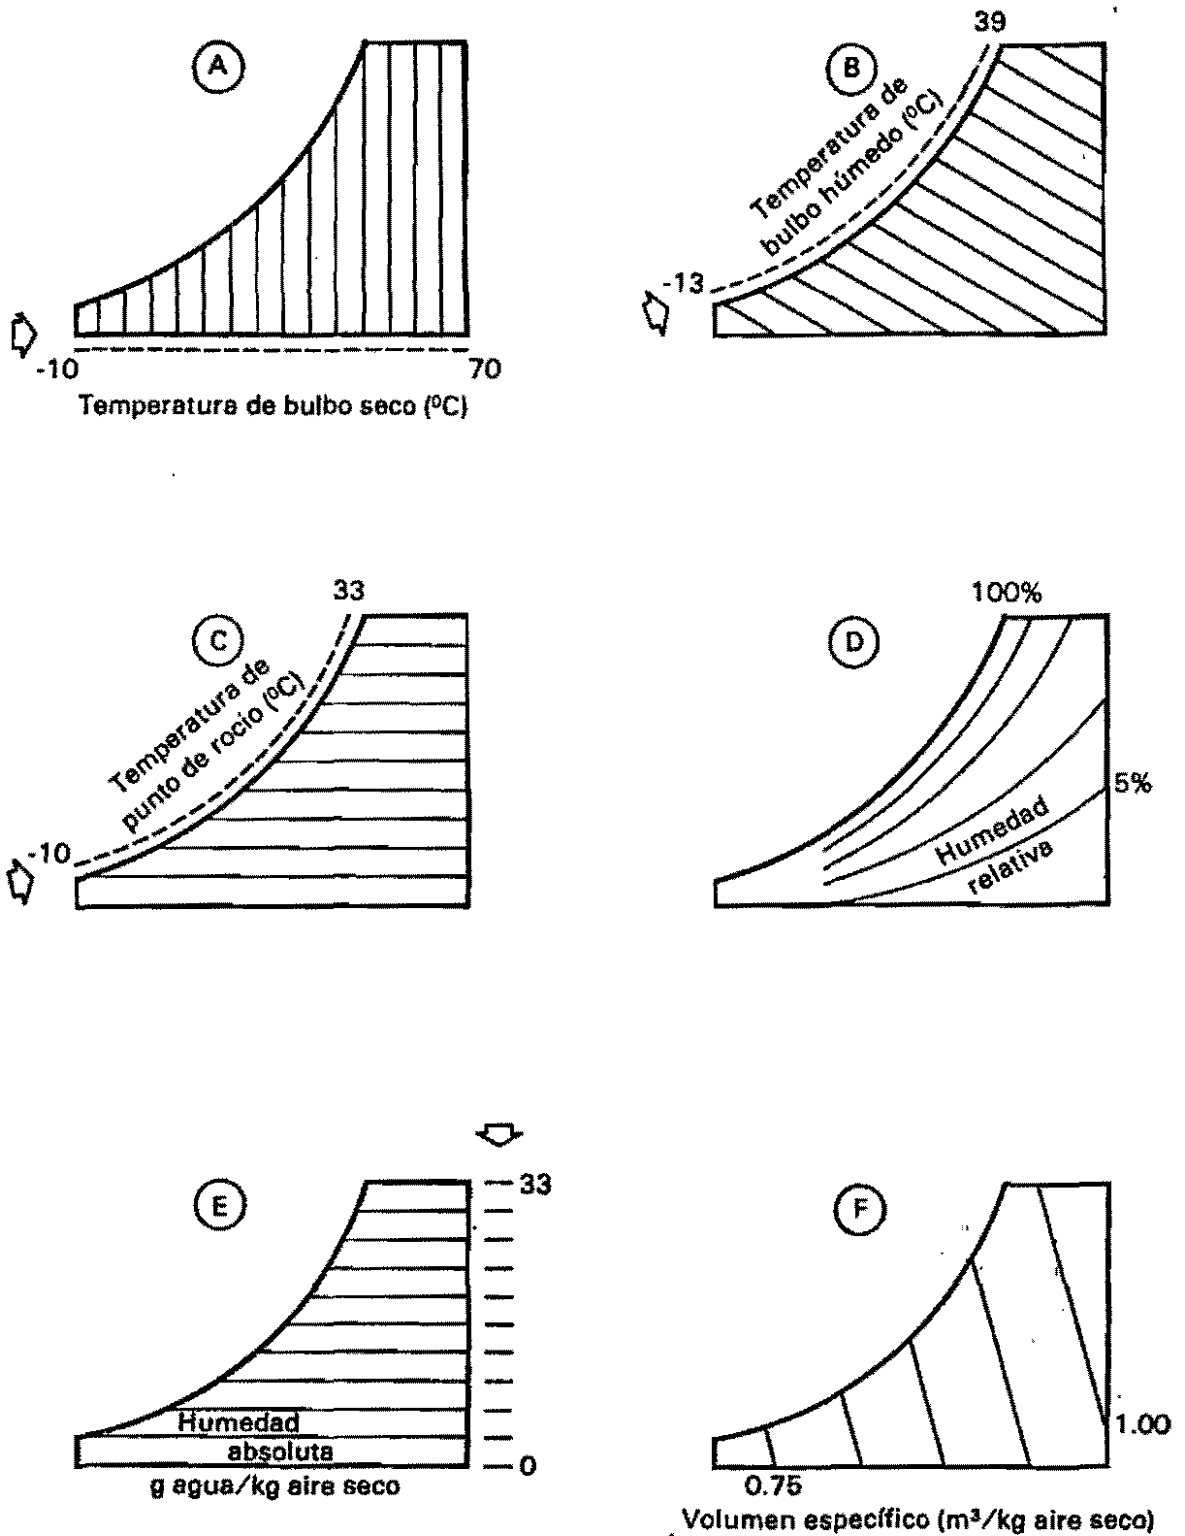 A
-10
70
Temperatura de bulbo seco (ºC)
B
39
Temperatura de
bulbo húmedo (ºC)
-13
C
33
Temperatura de
punto de rocío (ºC)
-10
D
100%
5%
Humedad
relativa
E
33
Humedad
absoluta
0
g agua/kg aire seco
F
1.00
0.75
Volumen específico (m³/kg aire seco)